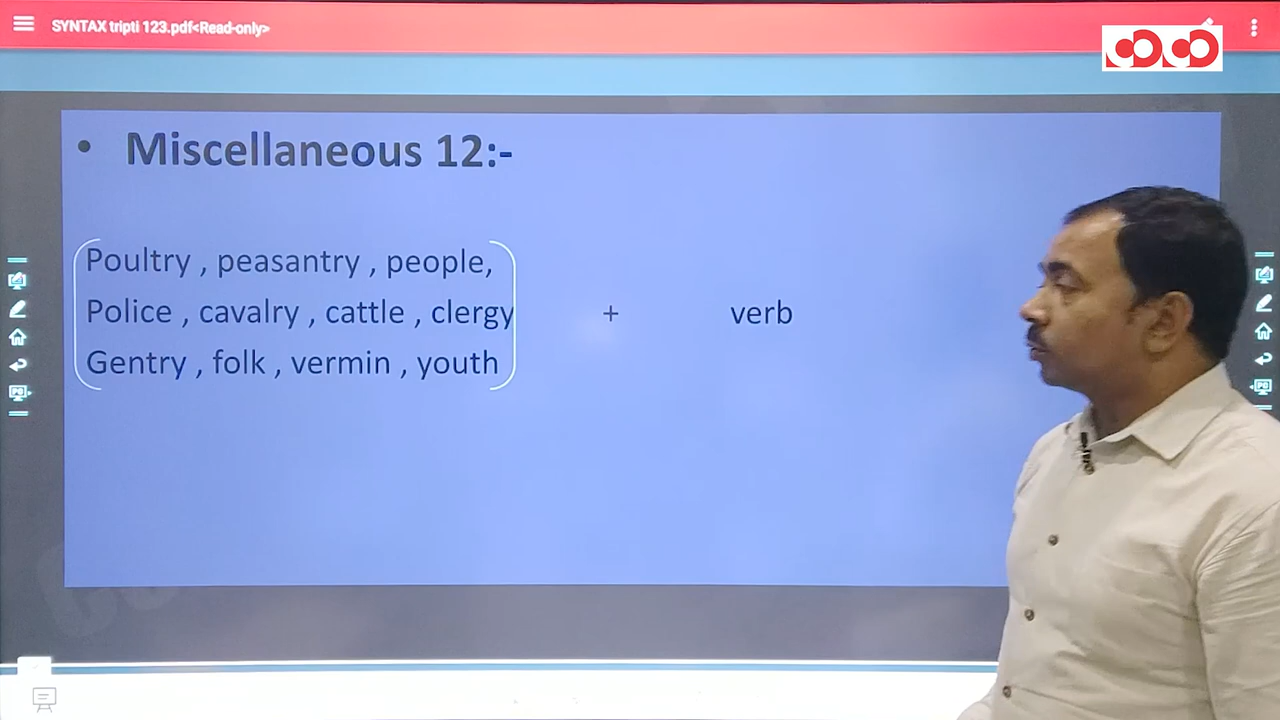 SYNTAX tripti 123.pdf<Read-only>
• Miscellaneous 12:-
Poultry , peasantry , people,
Police , cavalry , cattle , clergy + verb
Gentry , folk , vermin , youth